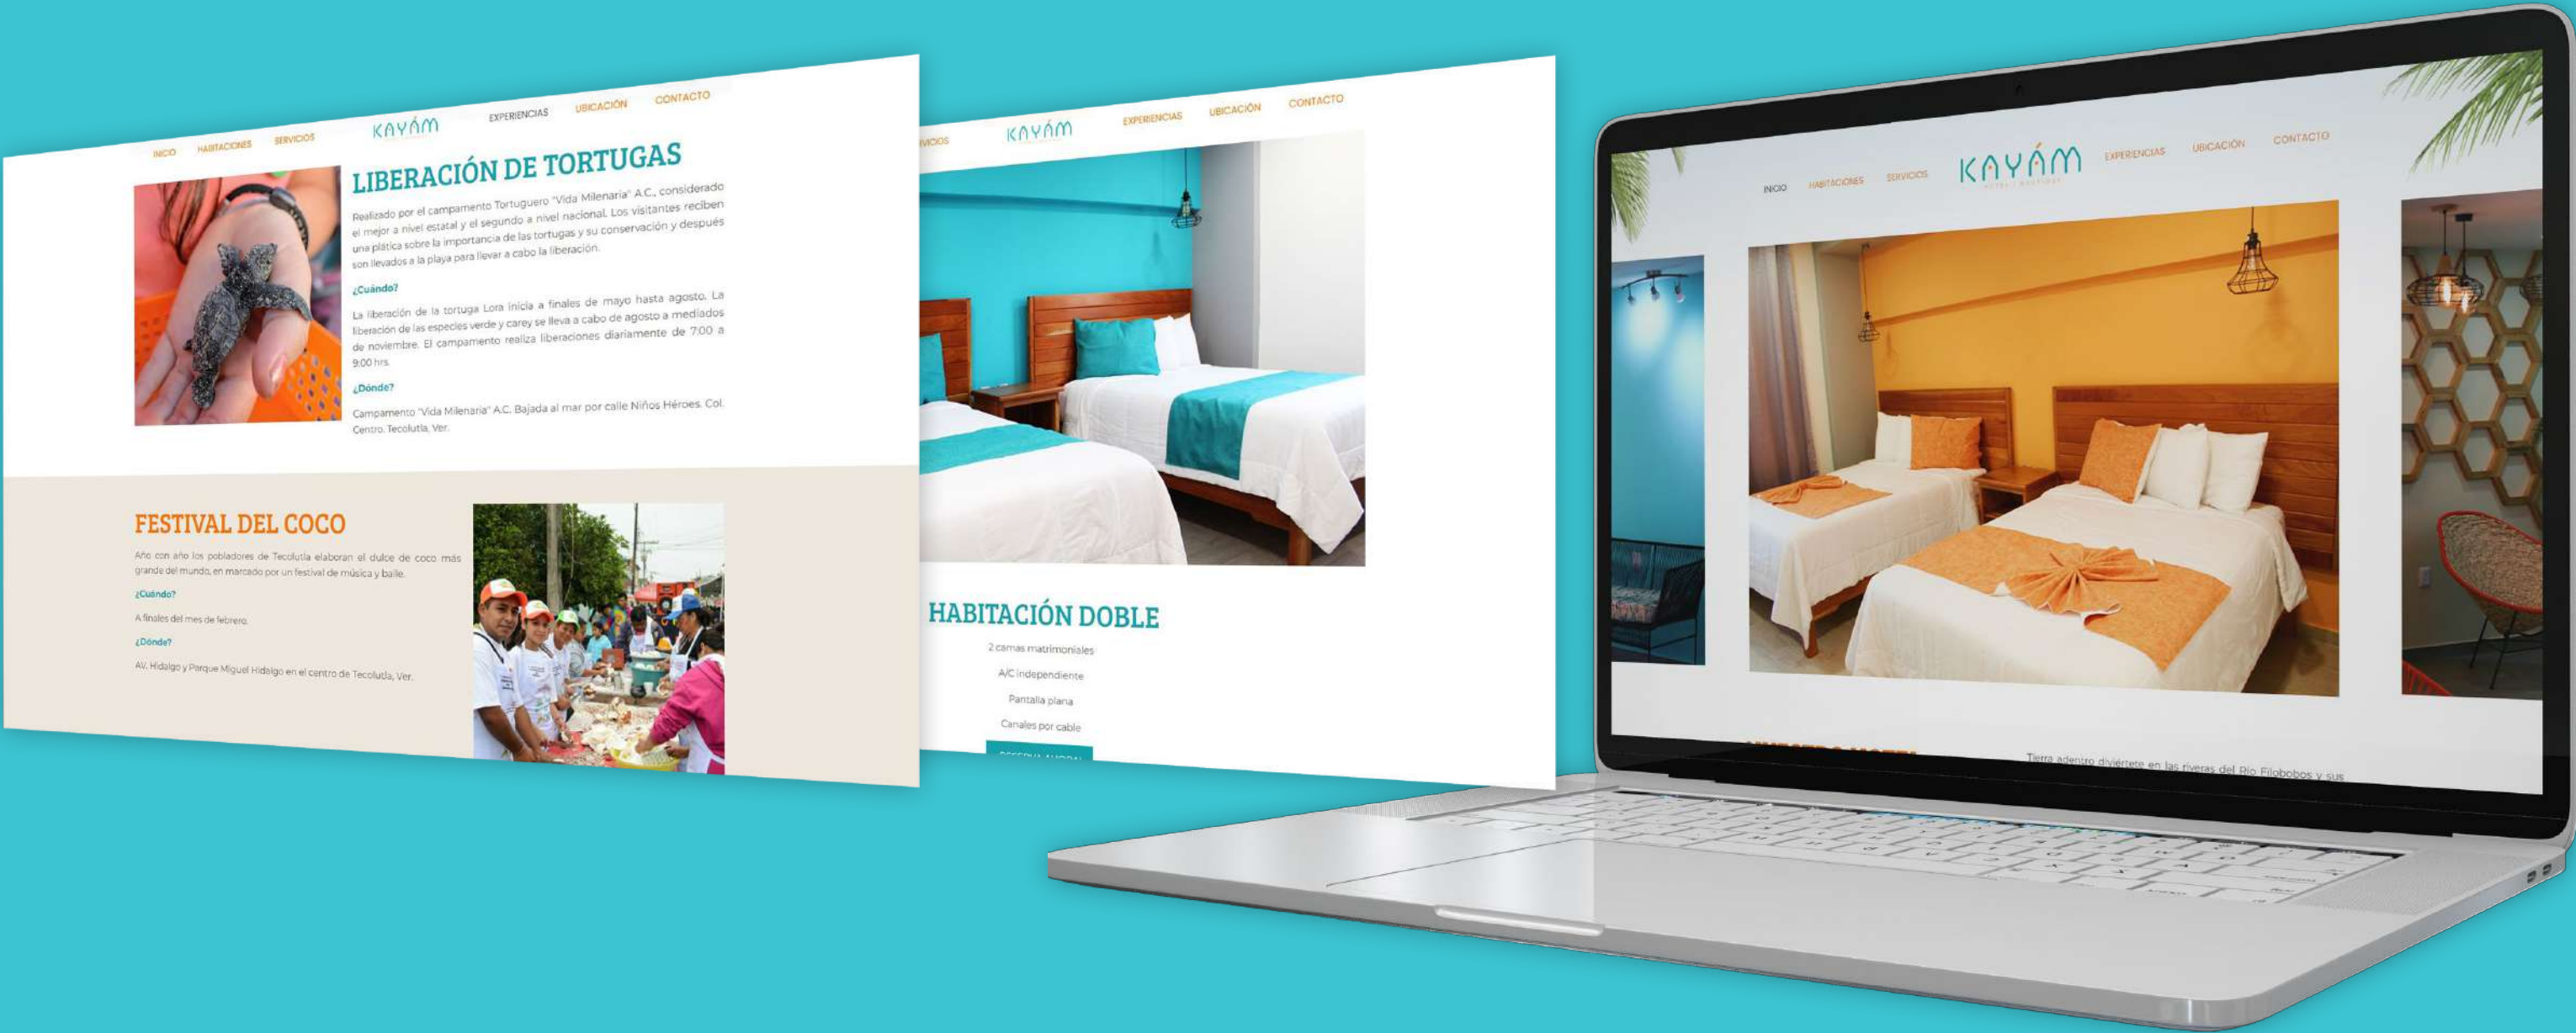 INICIO HABITACIONES SERVICIOS KAYÁM EXPERIENCIAS UBICACIÓN CONTACTO
LIBERACIÓN DE TORTUGAS
Realizado por el campamento Tortuguero "Vida Milenaria" A.C., considerado
el mejor a nivel estatal y el segundo a nivel nacional. Los visitantes reciben
una plática sobre la importancia de las tortugas y su conservación y después
son llevados a la playa para llevar a cabo la liberación.
¿Cuándo?
La liberación de la tortuga Lora inicia a finales de mayo hasta agosto. La
liberación de las especies verde y carey se lleva a cabo de agosto a mediados
de noviembre. El campamento realiza liberaciones diariamente de 7:00 a
9:00 hrs.
¿Dónde?
Campamento "Vida Milenaria" A.C. Bajada al mar por calle Niños Héroes. Col.
Centro. Tecolutla, Ver.
FESTIVAL DEL COCO
Año con año los pobladores de Tecolutla elaboran el dulce de coco más
grande del mundo, en marcado por un festival de música y baile.
¿Cuándo?
A finales del mes de febrero.
¿Dónde?
AV. Hidalgo y Parque Miguel Hidalgo en el centro de Tecolutla, Ver.
KAYÁM EXPERIENCIAS UBICACIÓN CONTACTO
HABITACIÓN DOBLE
2 camas matrimoniales
A/C independiente
Pantalla plana
Canales por cable
INICIO HABITACIONES SERVICIOS KAYÁM EXPERIENCIAS UBICACIÓN CONTACTO
Tierra adentro diviértete en las riveras del Río Filobobos y sus